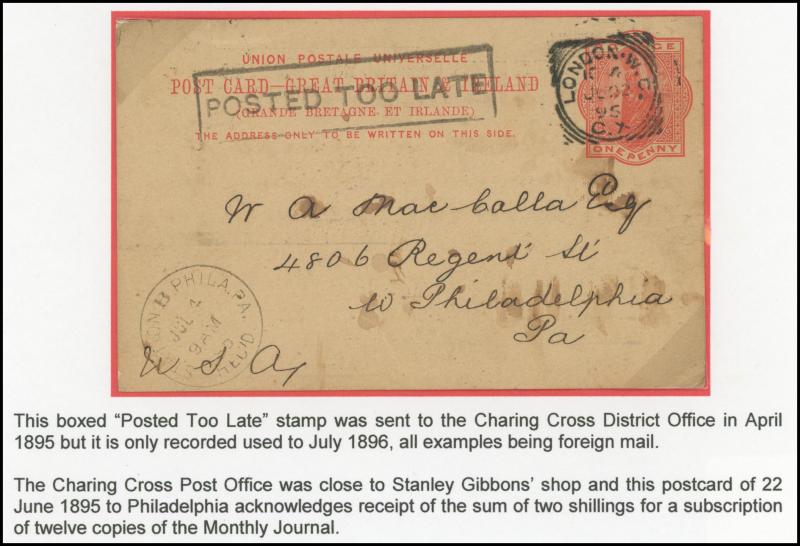 UNION POSTALE UNIVERSELLE
POST CARD-GREAT BRITAIN & IRELAND
(GRANDE BRETAGNE ET IRLANDE)
THE ADDRESS ONLY TO BE WRITTEN ON THIS SIDE.
POSTED TOO LATE
LONDON·W.C.
JU 22
95
C.X
ONE PENNY
W A Mac Calla Esq
4806 Regent St
W Philadelphia
Pa
U S A
B PHILA. PA.
JUL 4
9 AM
REC'D
This boxed “Posted Too Late” stamp was sent to the Charing Cross District Office in April
1895 but it is only recorded used to July 1896, all examples being foreign mail.
The Charing Cross Post Office was close to Stanley Gibbons’ shop and this postcard of 22
June 1895 to Philadelphia acknowledges receipt of the sum of two shillings for a subscription
of twelve copies of the Monthly Journal.